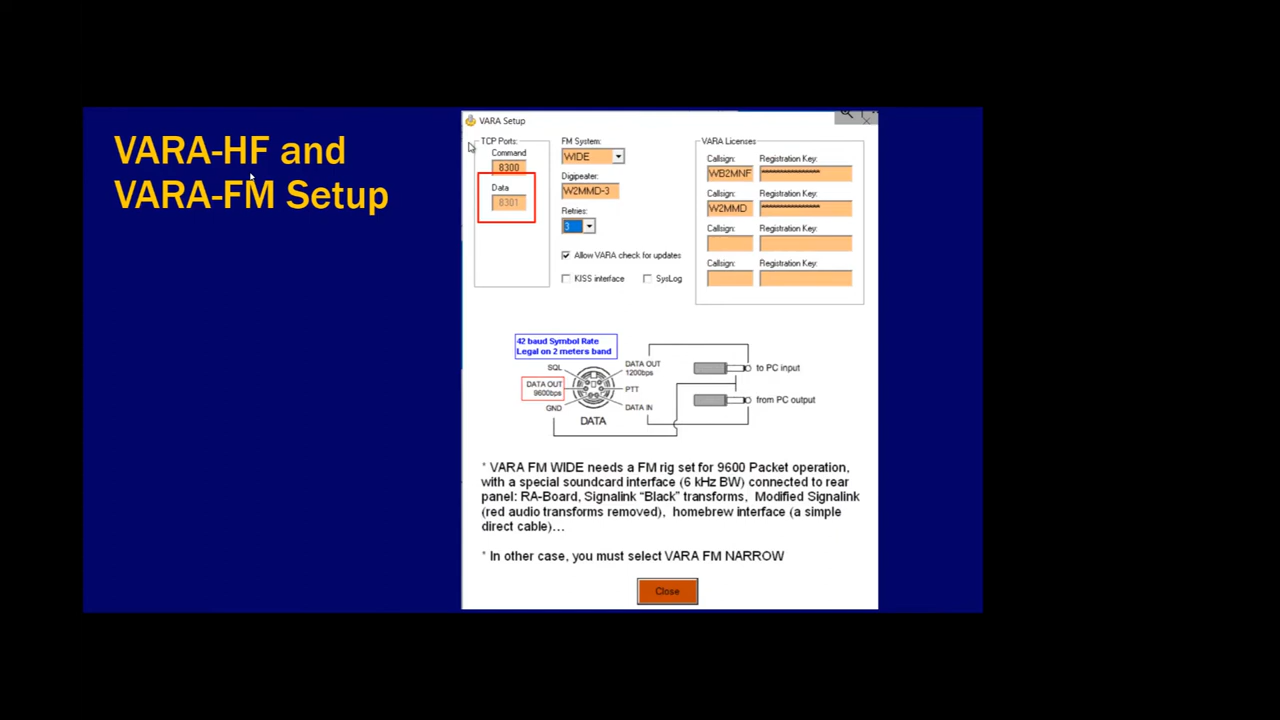 VARA-HF and
VARA-FM Setup
VARA Setup
TCP Ports:
Command
8300
Data
8301
FM System:
WIDE
Digipeater:
W2MMD-3
Retries:
3
Allow VARA check for updates
KISS interface
SysLog
VARA Licenses
Callsign: Registration Key:
WB2MNF ****************
Callsign: Registration Key:
W2MMD ****************
Callsign: Registration Key:
Callsign: Registration Key:
42 baud Symbol Rate
Legal on 2 meters band
SQL
DATA OUT
9600bps
GND
DATA OUT
1200bps
PTT
DATA IN
DATA
to PC input
from PC output
* VARA FM WIDE needs a FM rig set for 9600 Packet operation,
with a special soundcard interface (6 kHz BW) connected to rear
panel: RA-Board, Signalink “Black” transforms, Modified Signalink
(red audio transforms removed), homebrew interface (a simple
direct cable)…
* In other case, you must select VARA FM NARROW
Close